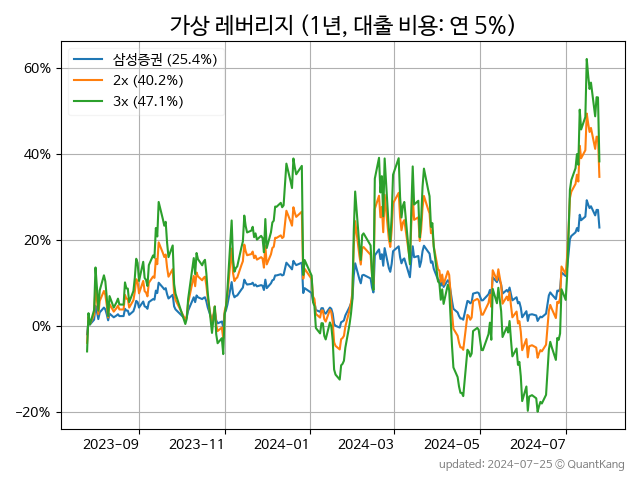 가상 레버리지 (1년, 대출 비용: 연 5%)
삼성증권 (25.4%)
2x (40.2%)
3x (47.1%)
60%
40%
20%
0%
−20%
2023-09 2023-11 2024-01 2024-03 2024-05 2024-07
updated: 2024-07-25 © QuantKang